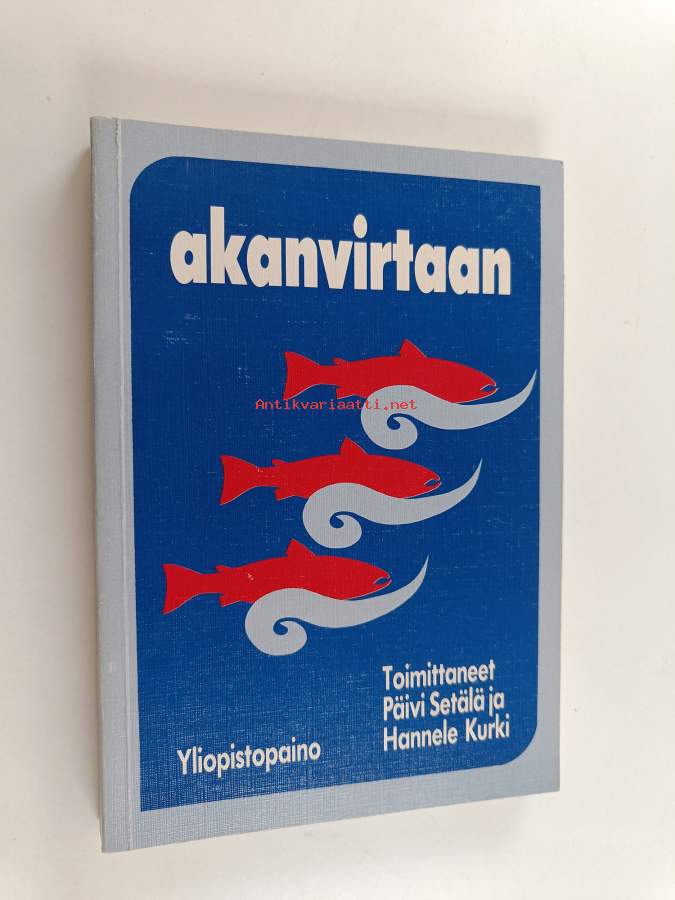 akanvirtaan
Antikvariaatti.net
Toimittaneet
Päivi Setälä ja
Hannele Kurki
Yliopistopaino